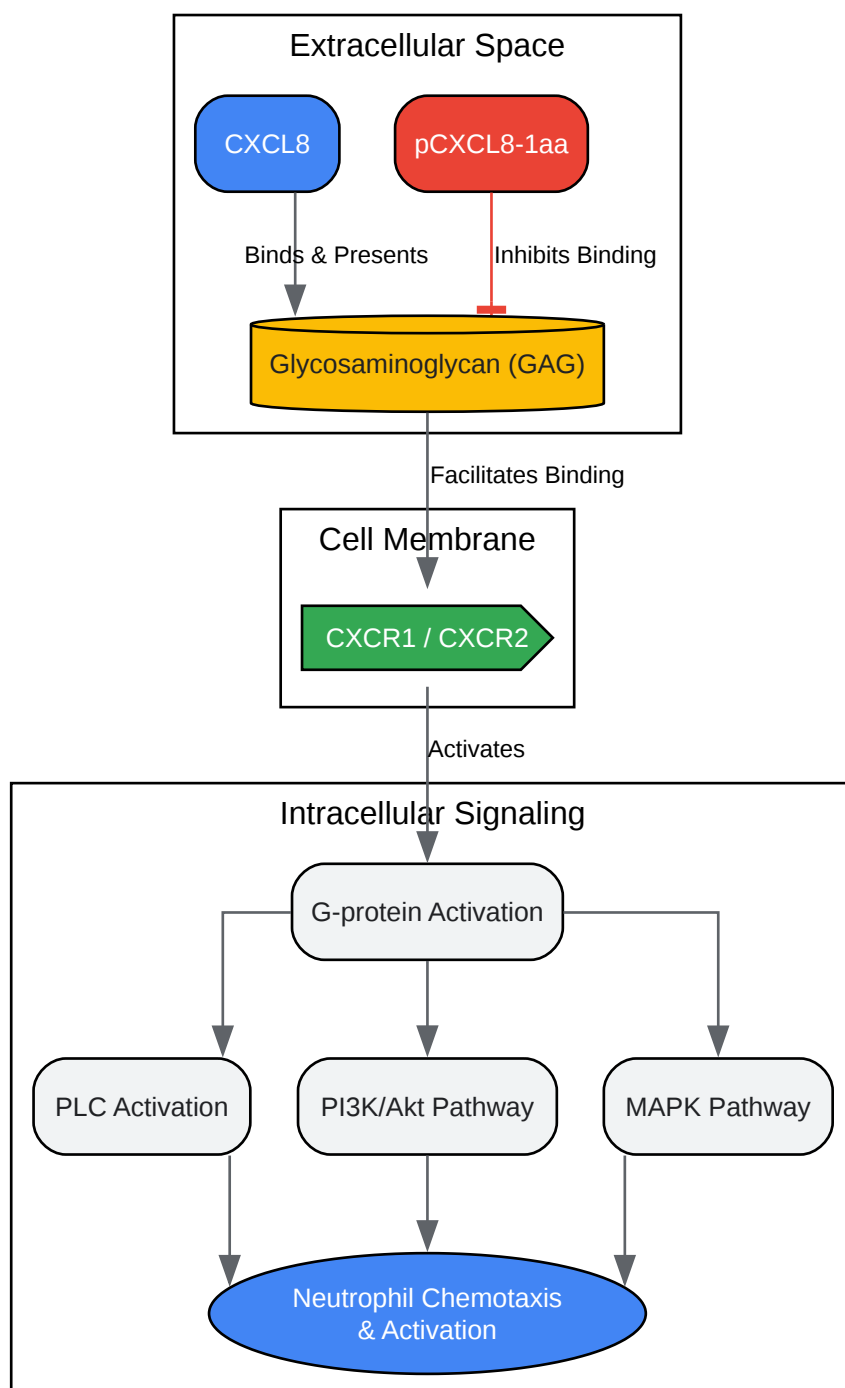 Extracellular Space
CXCL8
pCXCL8-1aa
Binds & Presents
Inhibits Binding
Glycosaminoglycan (GAG)
Facilitates Binding
Cell Membrane
CXCR1 / CXCR2
Activates
Intracellular Signaling
G-protein Activation
PLC Activation
PI3K/Akt Pathway
MAPK Pathway
Neutrophil Chemotaxis
& Activation